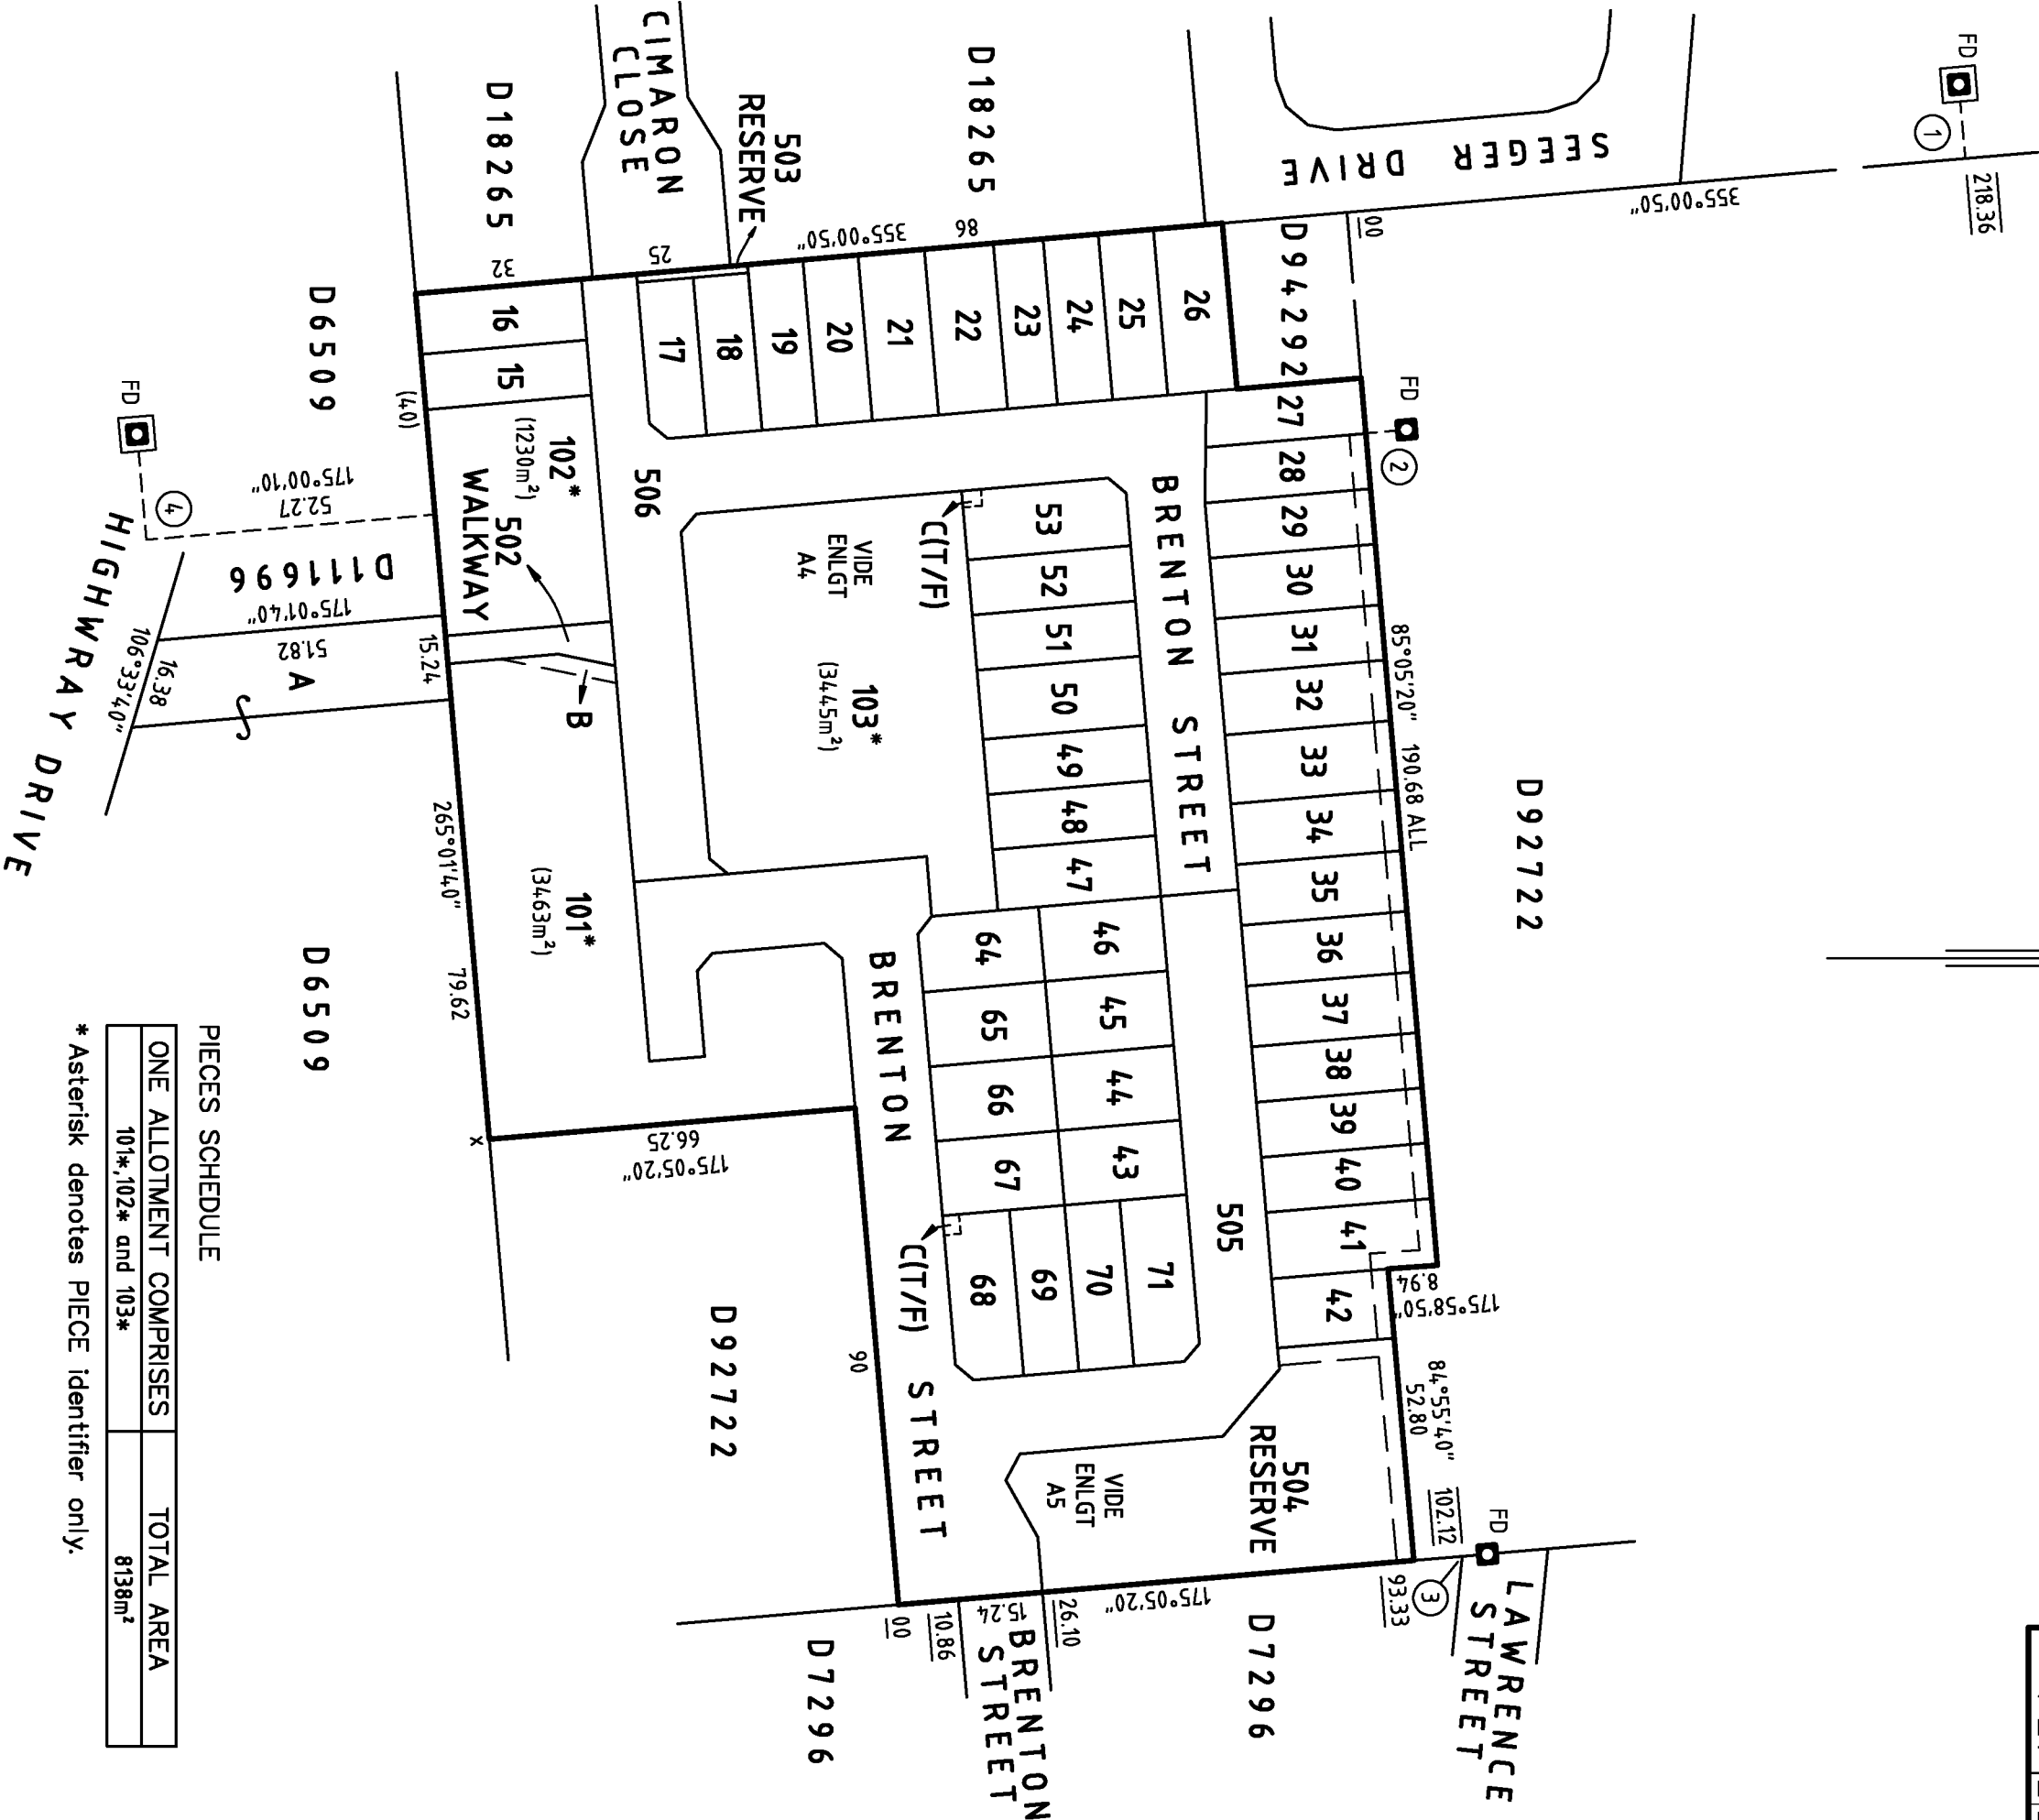 FD
1
218.36
SEEGER DRIVE
355°00'50"
00
D94292
D18265
CIMARON
CLOSE
503
RESERVE
D18265
86
355°00'50"
25
32
26
25
24
23
22
21
20
19
18
17
16
15
FD
2
27
28
29
30
31
32
33
34
35
36
37
38
39
40
41
42
85°05'20" 190.68 ALL
D92722
8.94
175°58'50"
84°55'40"
52.80
102.12
FD
3
93.33
LAWRENCE
STREET
BRENTON STREET
53
52
51
50
49
48
47
C(T/F)
VIDE
ENLGT
A4
103*
(3445m²)
506
102*
(1230m²)
502
WALKWAY
B
101*
(3463m²)
46
45
44
43
64
65
66
67
68
69
70
71
C(T/F)
505
BRENTON STREET
504
RESERVE
VIDE
ENLGT
A5
175°05'20"
D7296
26.10
15.24
10.86
00
BRENTON
STREET
D7296
90
D92722
66.25
175°05'20"
x
D6509
(40)
FD
4
175°00'10"
52.27
D111696
175°01'40"
51.82
A
15.24
16.38
106°33'40"
HIGHWRAY DRIVE
265°01'40"
79.62
D6509
PIECES SCHEDULE
ONE ALLOTMENT COMPRISES TOTAL AREA
101*,102* and 103* 8138m²
* Asterisk denotes PIECE identifier only.